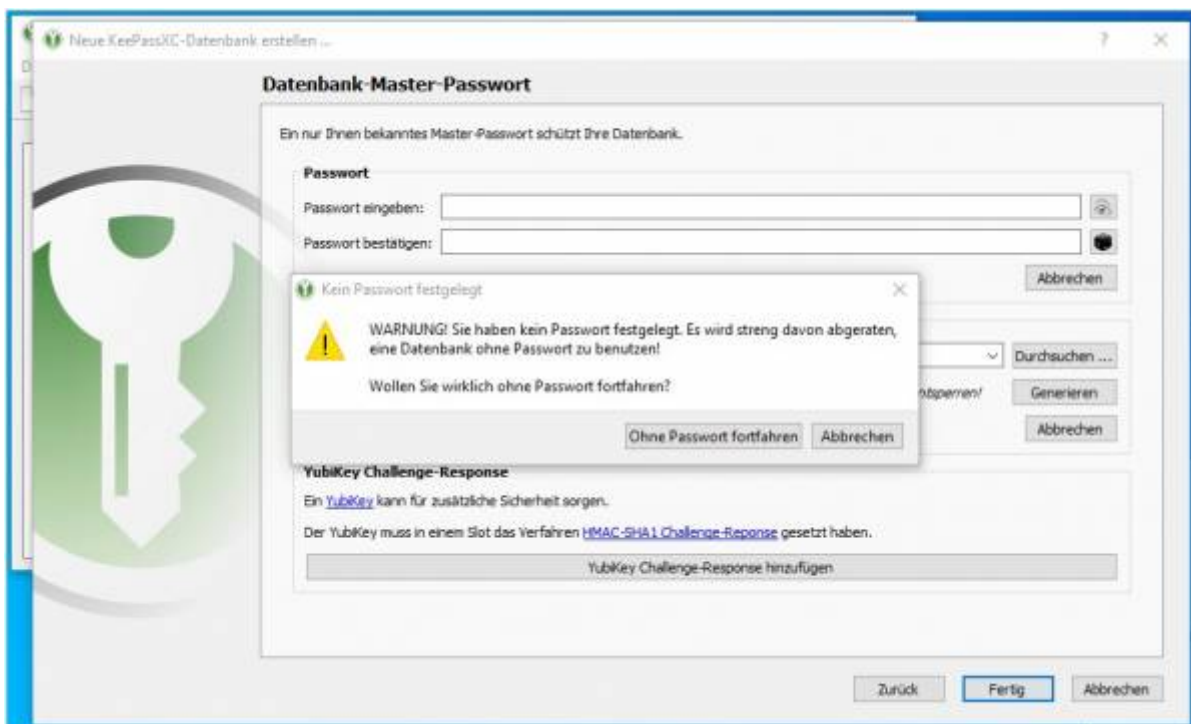 Neue KeePassXC-Datenbank erstellen ...
Datenbank-Master-Passwort
Ein nur Ihnen bekanntes Master-Passwort schützt Ihre Datenbank.
Passwort
Passwort eingeben:
Passwort bestätigen:
Abbrechen
Kein Passwort festgelegt
WARNUNG! Sie haben kein Passwort festgelegt. Es wird streng davon abgeraten,
eine Datenbank ohne Passwort zu benutzen!
Wollen Sie wirklich ohne Passwort fortfahren?
Ohne Passwort fortfahren Abbrechen
Durchsuchen ...
ntsperren! Generieren
Abbrechen
YubiKey Challenge-Response
Ein YubiKey kann für zusätzliche Sicherheit sorgen.
Der YubiKey muss in einem Slot das Verfahren HMAC-SHA1 Challenge-Reponse gesetzt haben.
YubiKey Challenge-Response hinzufügen
Zurück Fertig Abbrechen